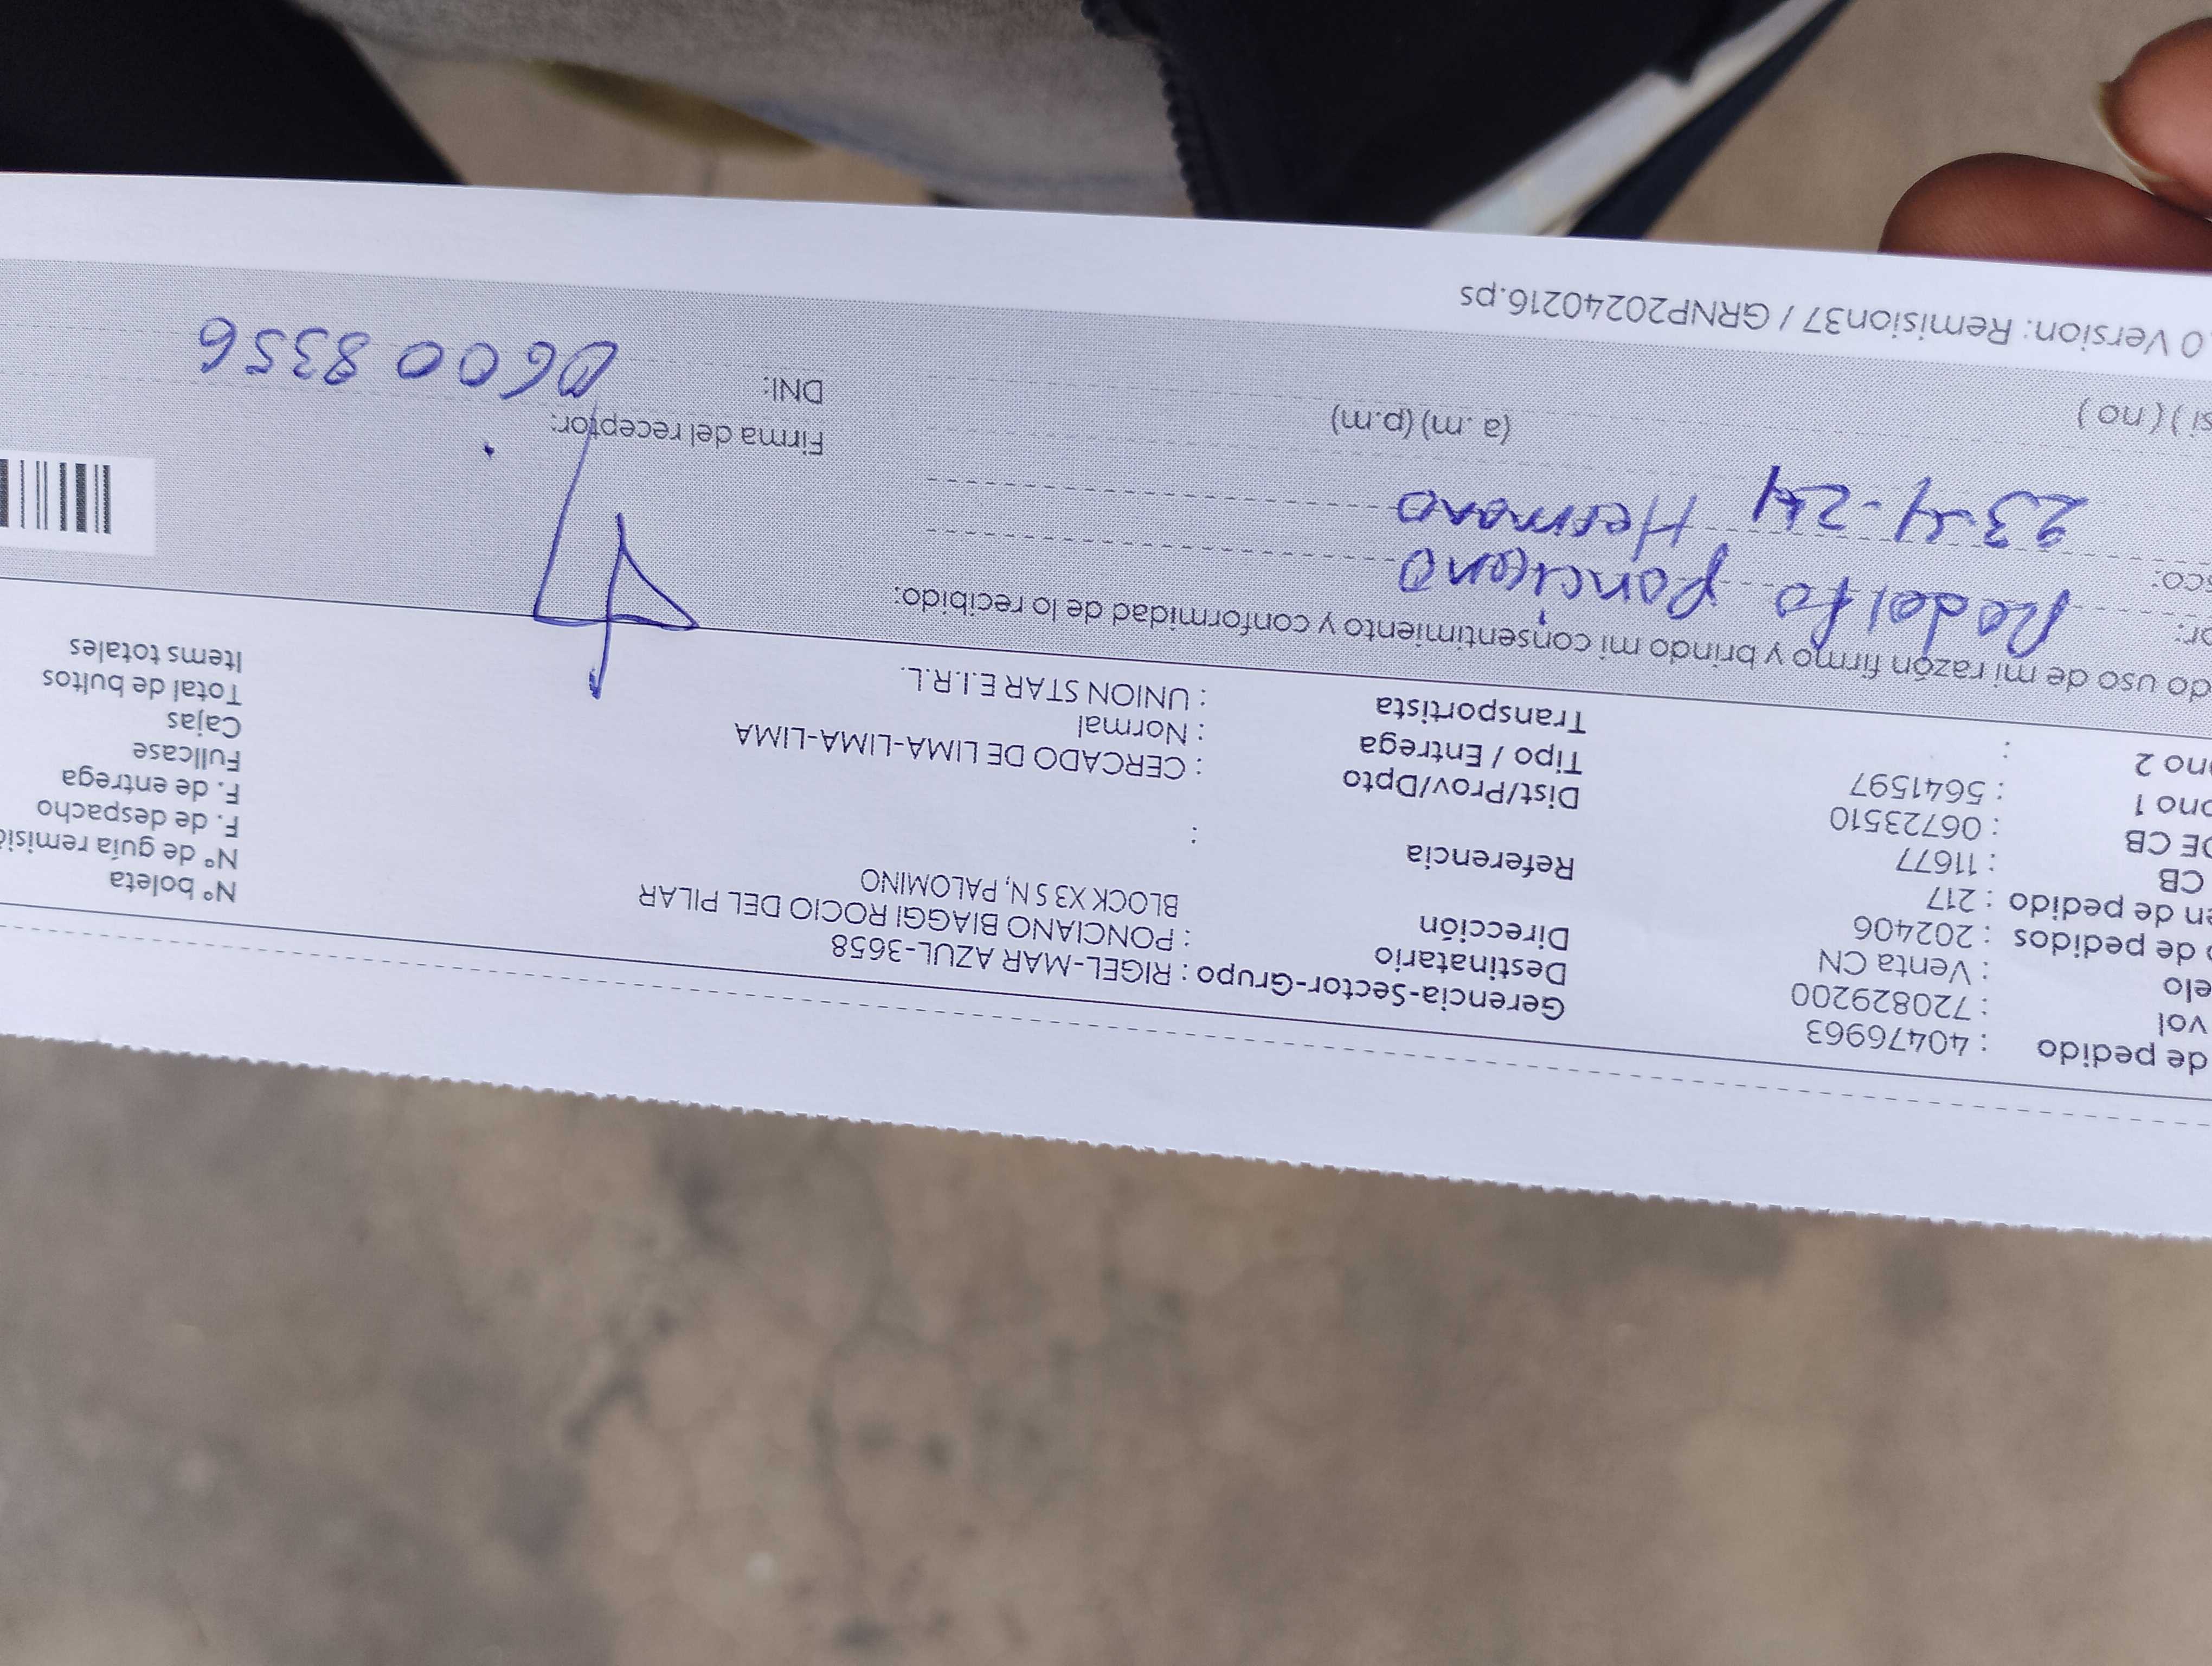 de pedido : 40476963
vol : 720829200
elo : Venta CN
de pedidos : 202406
en de pedido : 217
CB : 11677
DE CB : 06723510
ono 1 : 5641597
ono 2 :
Gerencia-Sector-Grupo : RIGEL-MAR AZUL-3658
Destinatario : PONCIANO BIAGGI ROCIO DEL PILAR
Dirección BLOCK X3 S N, PALOMINO
Referencia :
Dist/Prov/Dpto : CERCADO DE LIMA-LIMA-LIMA
Tipo / Entrega : Normal
Transportista : UNION STAR E.I.R.L.
N° boleta
N° de guía remisió
F. de despacho
F. de entrega
Fullcase
Cajas
Total de bultos
Items totales
do uso de mi razón firmo y brindo mi consentimiento y conformidad de lo recibido:
or: Rodolfo Ponciano
sco: Hermano
23-4-24
si ) ( no )
(a. m) (p.m)
Firma del receptor:
DNI: 06008356
0 Version: Remision37 / GRNP20240216.ps